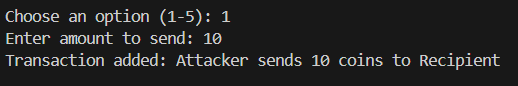 Choose an option (1-5): 1
Enter amount to send: 10
Transaction added: Attacker sends 10 coins to Recipient